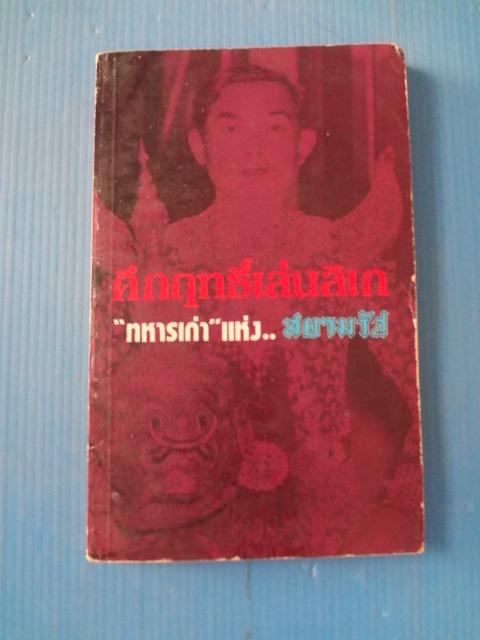 คึกฤทธิ์เล่นลิเก
"ทหารเก่า"แห่ง.. สยามรัฐ